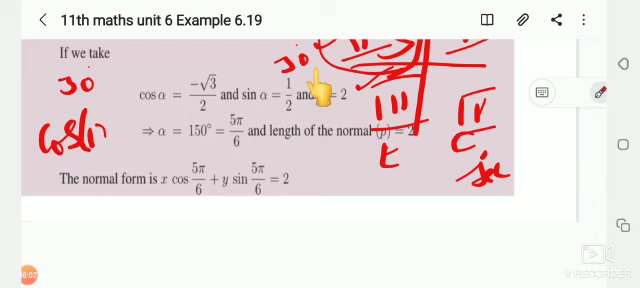 11th maths unit 6 Example 6.19
If we take
30
30
cos α = -√3/2 and sin α = 1/2 and = 2
III
IV
⇒ α = 150° = 5π/6 and length of the normal (p) = 2
t
C
The normal form is x cos 5π/6 + y sin 5π/6 = 2
08:02
V RECORDER